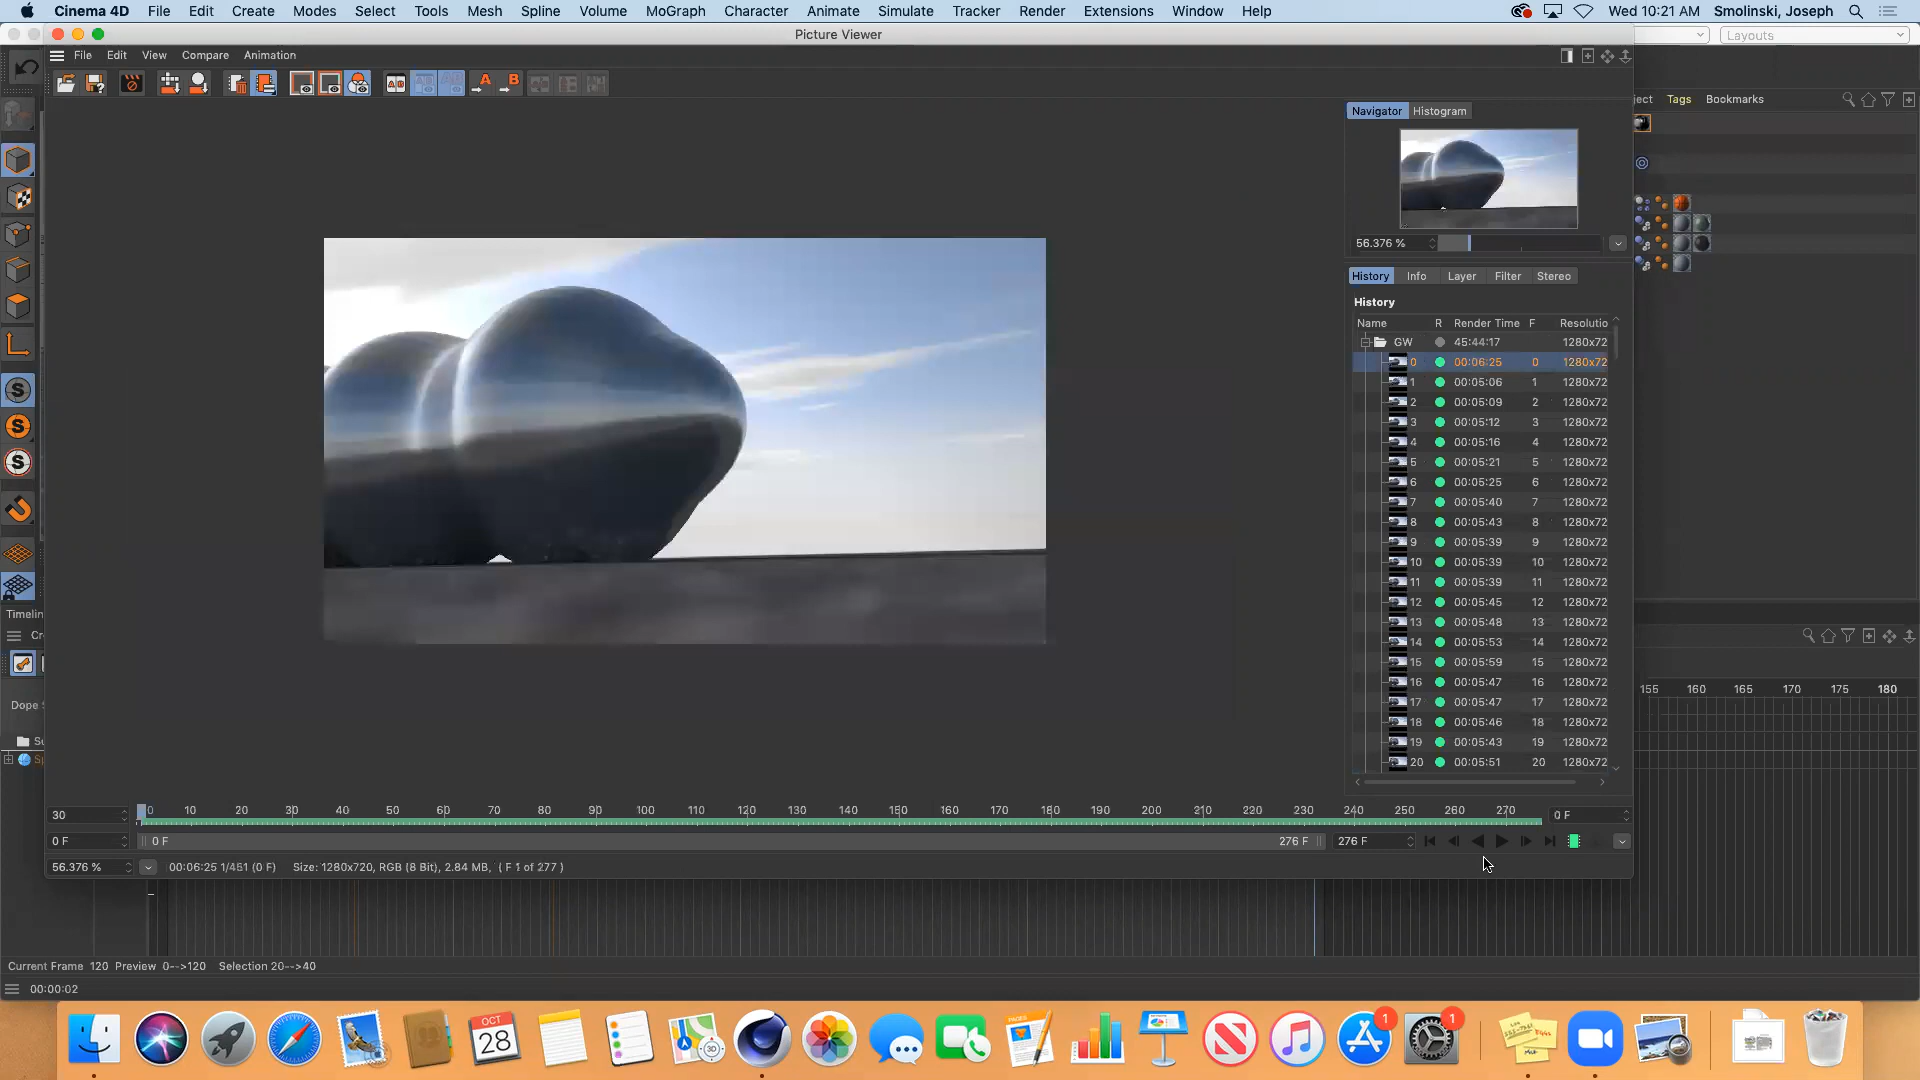 Cinema 4D File Edit Create Modes Select Tools Mesh Spline Volume MoGraph Character Animate Simulate Tracker Render Extensions Window Help Wed 10:21 AM Smolinski, Joseph
Picture Viewer
Layouts
File Edit View Compare Animation
A B
ject Tags Bookmarks
Navigator Histogram
56.376 %
History Info Layer Filter Stereo
History
Name R Render Time F Resolutio
GW 45:44:17 1280x72
0 00:06:25 0 1280x72
1 00:05:06 1 1280x72
2 00:05:09 2 1280x72
3 00:05:12 3 1280x72
4 00:05:16 4 1280x72
5 00:05:21 5 1280x72
6 00:05:25 6 1280x72
7 00:05:40 7 1280x72
8 00:05:43 8 1280x72
9 00:05:39 9 1280x72
10 00:05:39 10 1280x72
11 00:05:39 11 1280x72
12 00:05:45 12 1280x72
13 00:05:48 13 1280x72
14 00:05:53 14 1280x72
15 00:05:59 15 1280x72
16 00:05:47 16 1280x72
17 00:05:47 17 1280x72
18 00:05:46 18 1280x72
19 00:05:43 19 1280x72
20 00:05:51 20 1280x72
Timelin
Cr
155 160 165 170 175 180
Dope S
Su
30 0 10 20 30 40 50 60 70 80 90 100 110 120 130 140 150 160 170 180 190 200 210 220 230 240 250 260 270 0 F
0 F 0 F 276 F 276 F
56.376 % 00:06:25 1/461 (0 F) Size: 1280x720, RGB (8 Bit), 2.84 MB, ( F 1 of 277 )
Current Frame 120 Preview 0-->120 Selection 20-->40
00:00:02
OCT
28
3D
PAGES
1
1